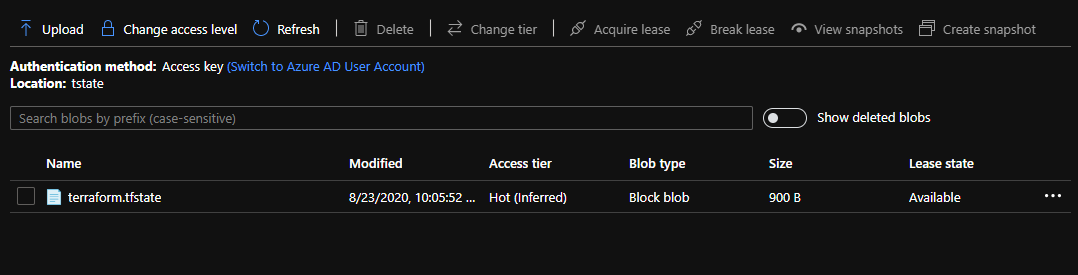 Upload Change access level Refresh Delete Change tier Acquire lease Break lease View snapshots Create snapshot
Authentication method: Access key (Switch to Azure AD User Account)
Location: tstate
Search blobs by prefix (case-sensitive) Show deleted blobs
Name Modified Access tier Blob type Size Lease state
terraform.tfstate 8/23/2020, 10:05:52 ... Hot (Inferred) Block blob 900 B Available ...